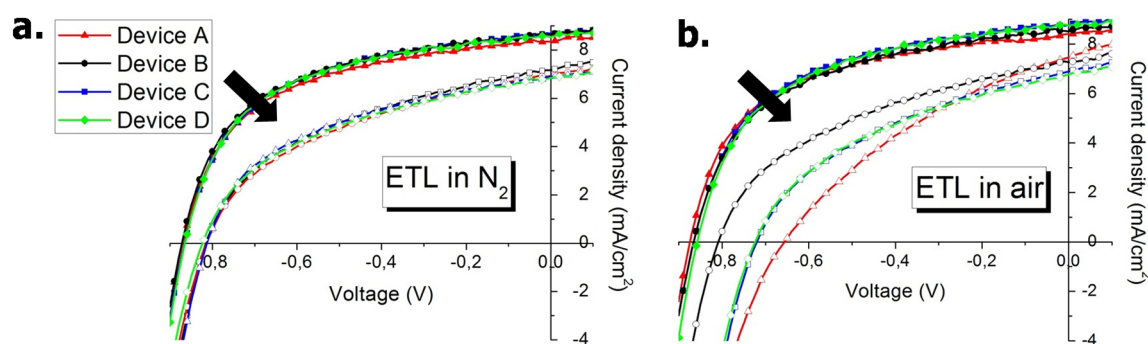 a.
Device A
Device B
Device C
Device D
ETL in N2
8
6
4
2
0
-2
-4
-0,8
-0,6
-0,4
-0,2
0,0
Voltage (V)
Current density (mA/cm2)
b.
ETL in air
8
6
4
2
0
-2
-4
-0,8
-0,6
-0,4
-0,2
0,0
Voltage (V)
Current density (mA/cm2)